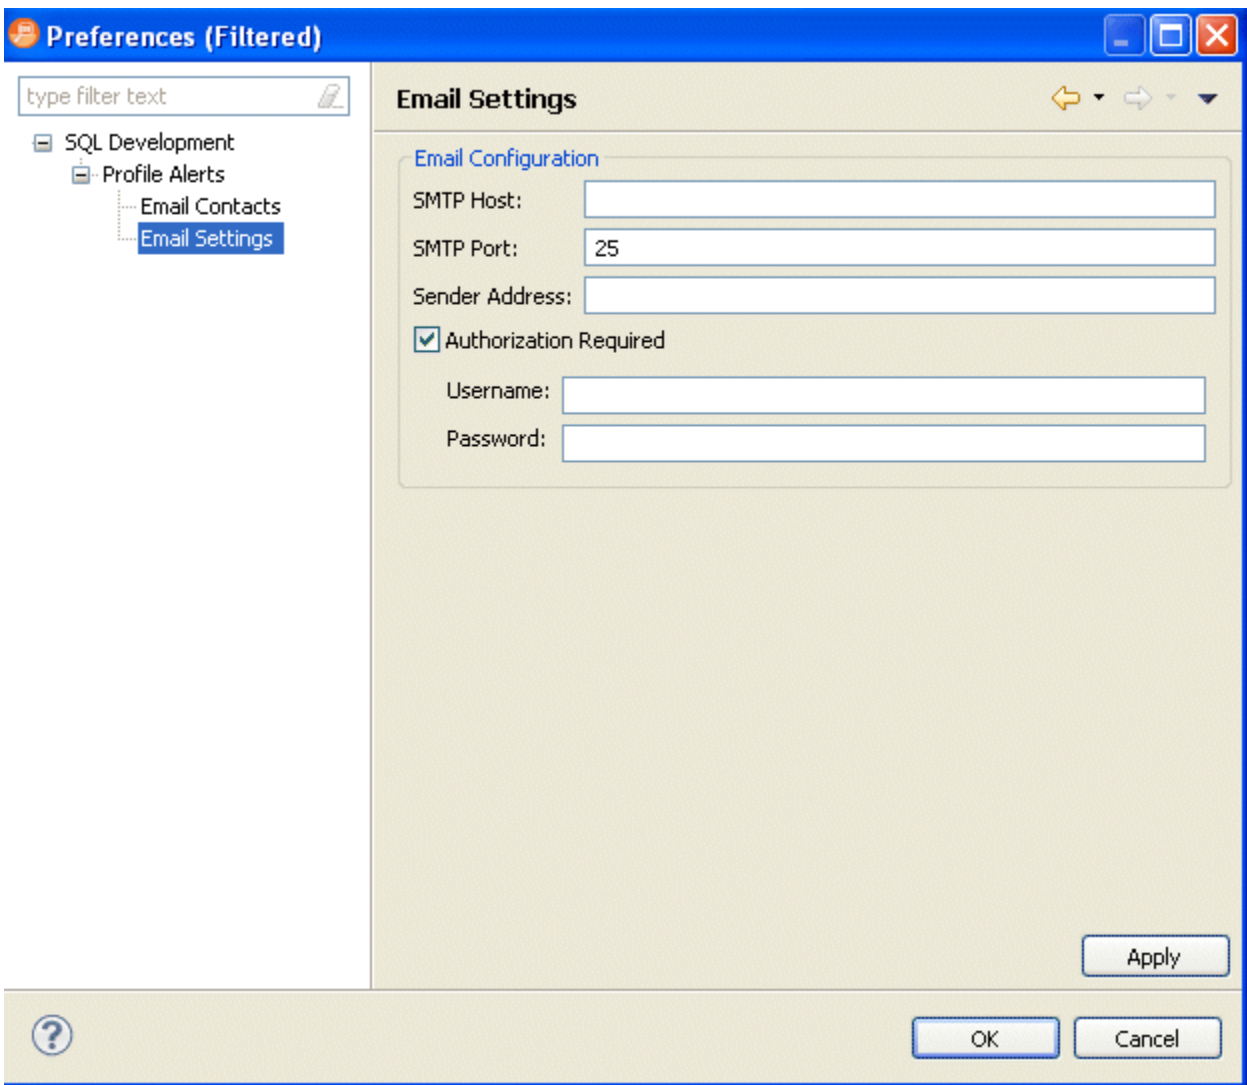 Preferences (Filtered)
type filter text
SQL Development
Profile Alerts
Email Contacts
Email Settings
Email Settings
Email Configuration
SMTP Host:
SMTP Port: 25
Sender Address:
Authorization Required
Username:
Password:
Apply
?
OK Cancel